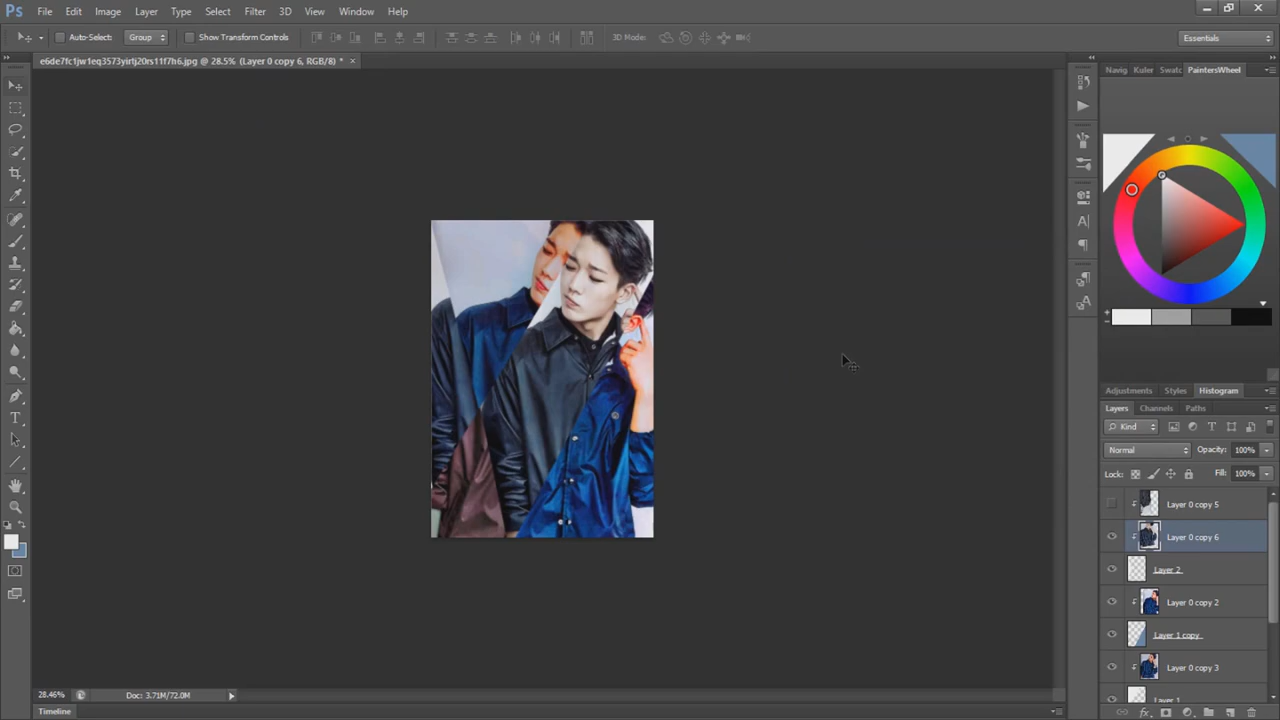 Ps File Edit Image Layer Type Select Filter 3D View Window Help
Auto-Select: Group Show Transform Controls 3D Mode: Essentials
e6de7fc1jw1eq3573yirtj20rs11f7h6.jpg @ 28.5% (Layer 0 copy 6, RGB/8) *
Navig Kuler Swatc PaintersWheel
Adjustments Styles Histogram
Layers Channels Paths
Kind
Normal Opacity: 100%
Lock: Fill: 100%
Layer 0 copy 5
Layer 0 copy 6
Layer 2
Layer 0 copy 2
Layer 1 copy
Layer 0 copy 3
Layer 1
28.46% Doc: 3.71M/72.0M
Timeline